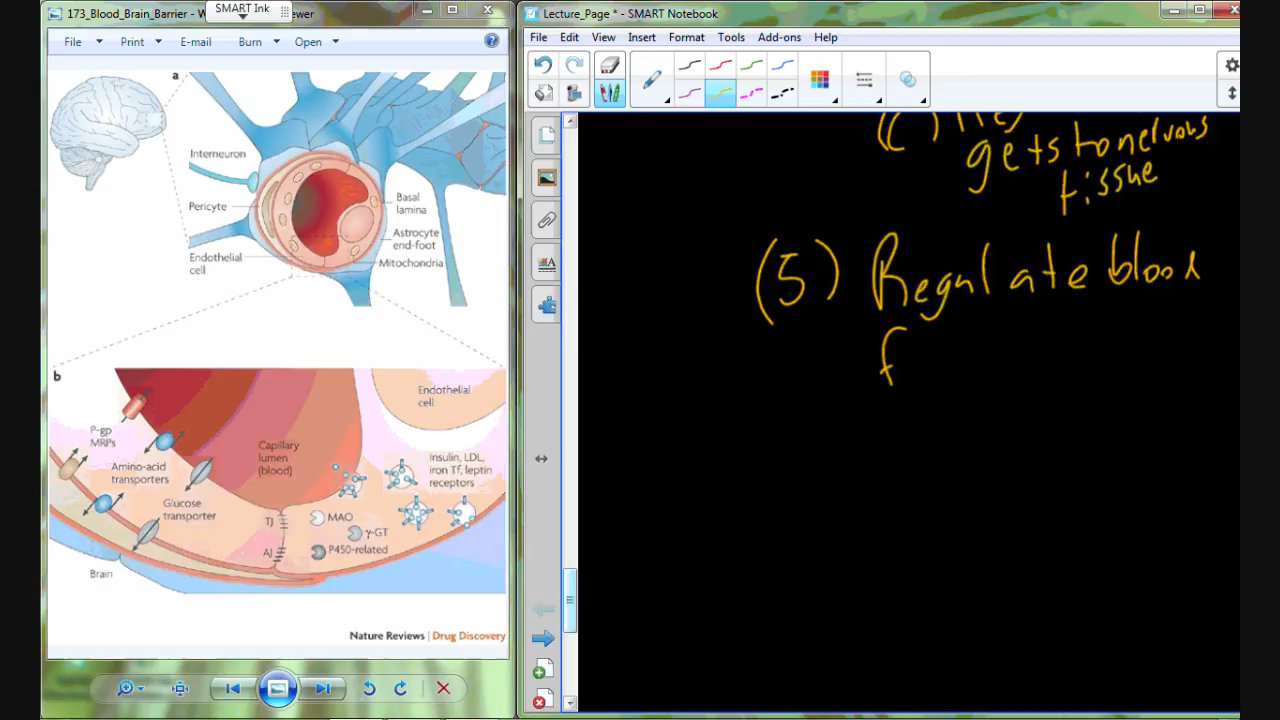 173_Blood_Brain_Barrier - W
SMART Ink
ewer
File Print E-mail Burn Open
a
Interneuron
Pericyte
Endothelial
cell
Basal
lamina
Astrocyte
end-foot
Mitochondria
b
Endothelial
cell
P-gp
MRPs
Amino-acid
transporters
Glucose
transporter
Capillary
lumen
(blood)
Insulin, LDL,
iron Tf, leptin
receptors
TJ
AJ
MAO
γ-GT
P450-related
Brain
Nature Reviews | Drug Discovery
Lecture_Page * - SMART Notebook
File Edit View Insert Format Tools Add-ons Help
gets to nervous
tissue
(5) Regulate blood
f